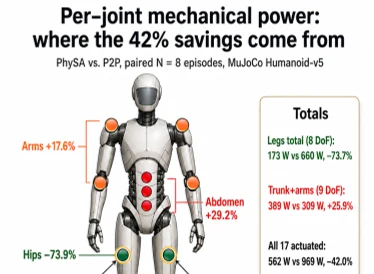 Per-joint mechanical power:
where the 42% savings come from
PhySA vs. P2P, paired N = 8 episodes, MuJoCo Humanoid-v5
Arms +17.6%
Abdomen
+29.2%
Hips −73.9%
Totals
Legs total (8 DoF):
173 W vs 660 W, −73.7%
Trunk+arms (9 DoF):
389 W vs 309 W, +25.9%
All 17 actuated:
562 W vs 969 W, −42.0%